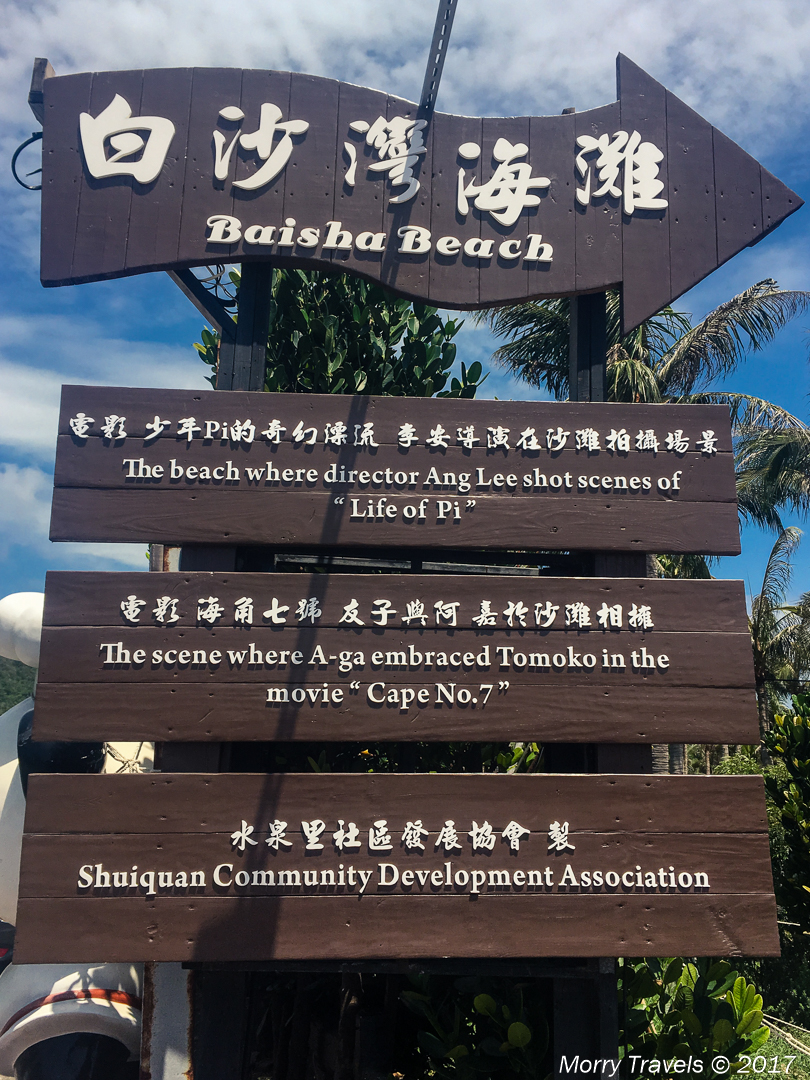 白沙灣海灘
Baisha Beach
電影 少年Pi的奇幻漂流 李安導演在沙灘拍攝場景
The beach where director Ang Lee shot scenes of
“ Life of Pi ”
電影 海角七號 友子與阿 嘉於沙灘相擁
The scene where A-ga embraced Tomoko in the
movie “ Cape No.7 ”
水泉里社區發展協會 製
Shuiquan Community Development Association
Morry Travels © 2017